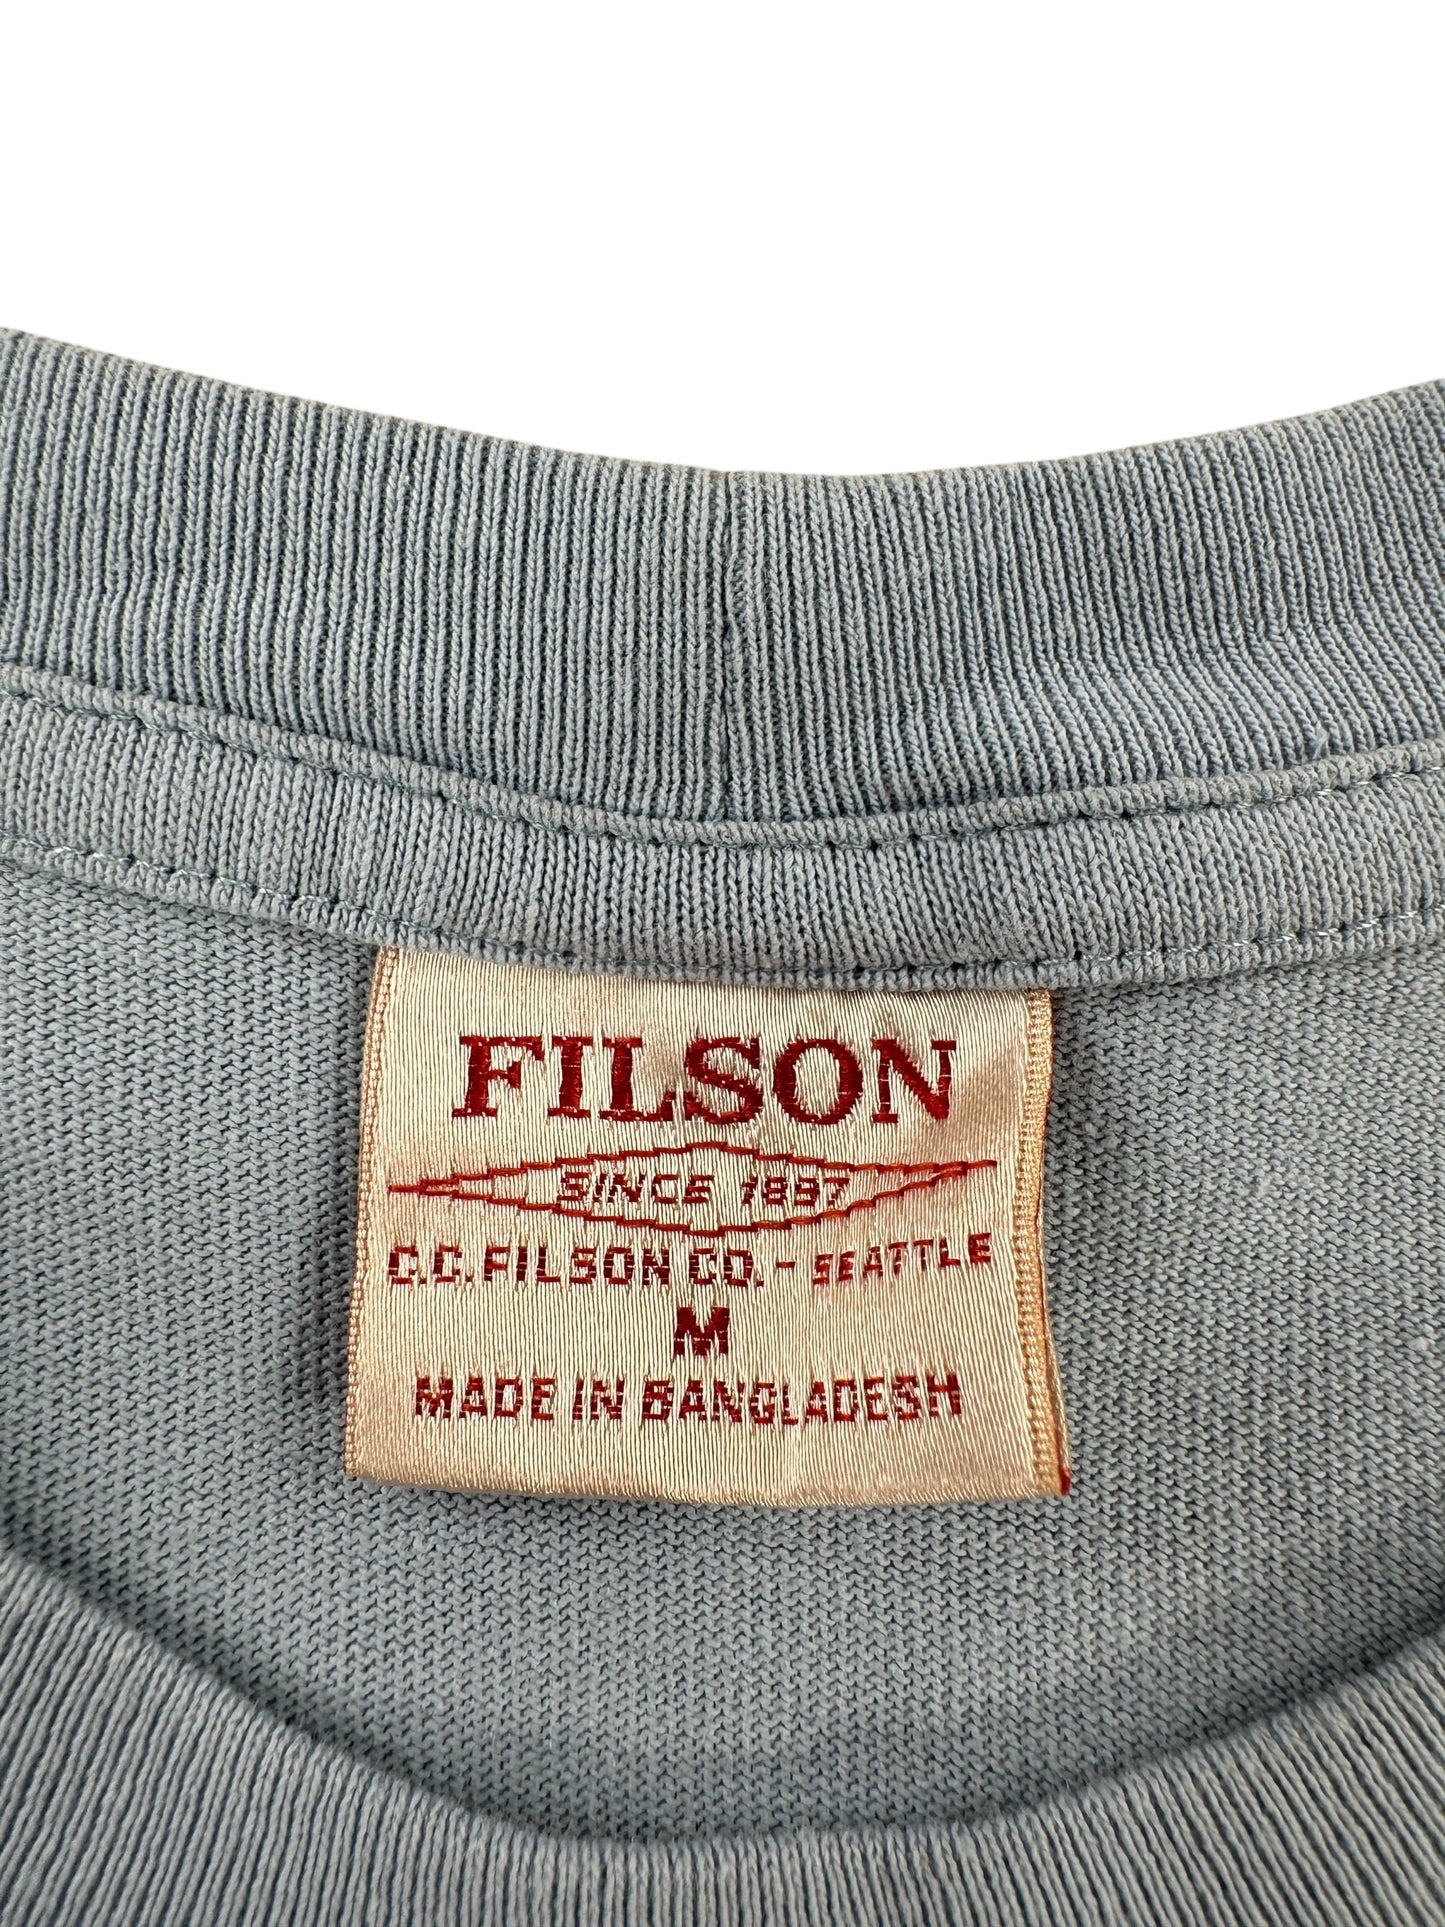 FILSON
SINCE 1897
C.C. FILSON CO. - SEATTLE
M
MADE IN BANGLADESH